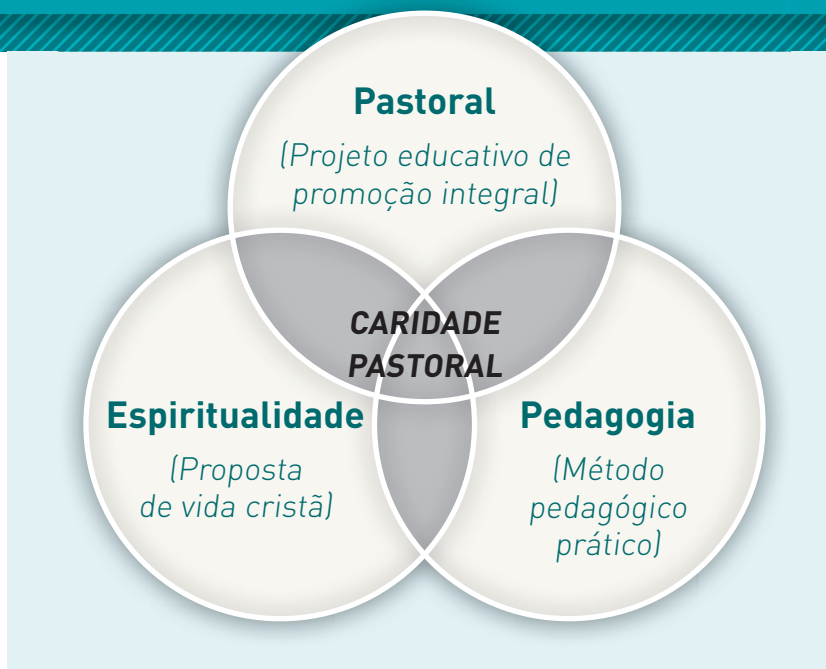 Pastoral
(Projeto educativo de
promoção integral)
CARIDADE
PASTORAL
Espiritualidade
(Proposta
de vida cristã)
Pedagogia
(Método
pedagógico
prático)